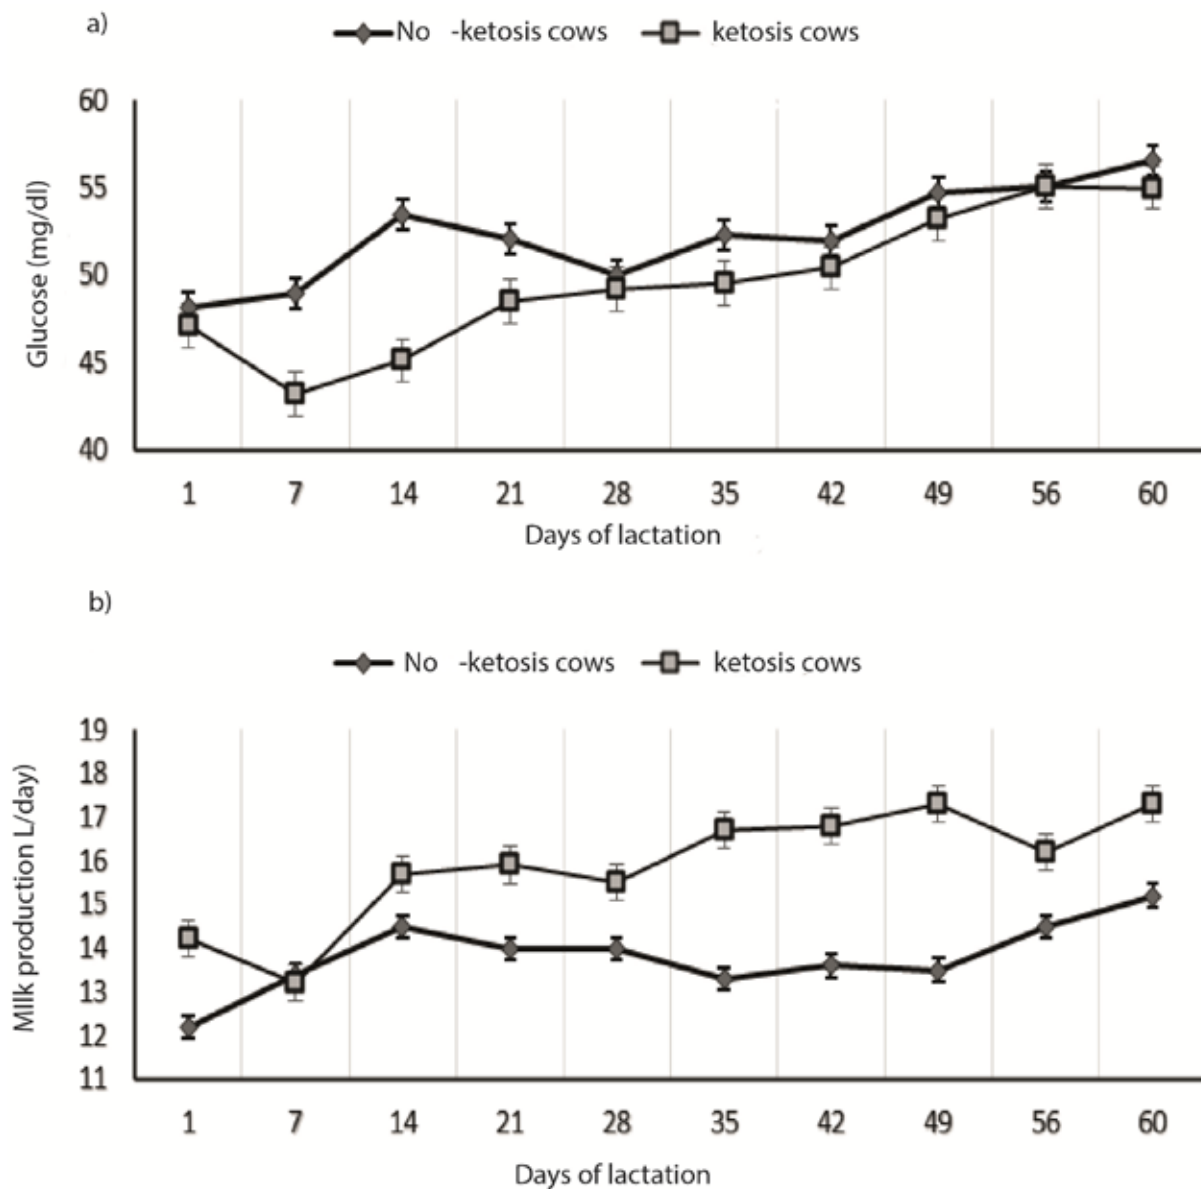 a)
No -ketosis cows ketosis cows
Glucose (mg/dl)
60
55
50
45
40
1 7 14 21 28 35 42 49 56 60
Days of lactation
b)
No -ketosis cows ketosis cows
MIlk production L/day)
19
18
17
16
15
14
13
12
11
1 7 14 21 28 35 42 49 56 60
Days of lactation